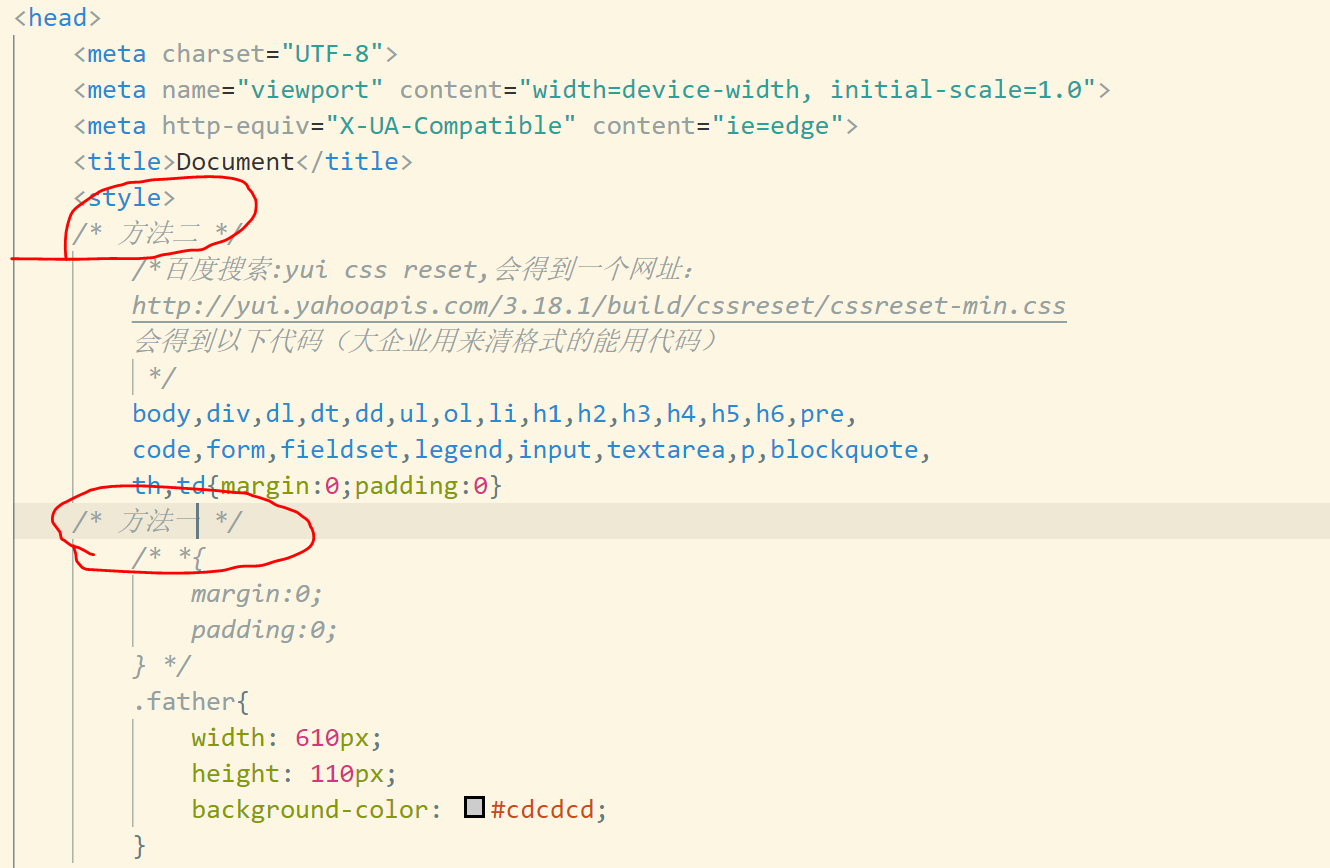 <head>
<meta charset="UTF-8">
<meta name="viewport" content="width=device-width, initial-scale=1.0">
<meta http-equiv="X-UA-Compatible" content="ie=edge">
<title>Document</title>
<style>
/* 方法二 */
/*百度搜索:yui css reset,会得到一个网址:
http://yui.yahooapis.com/3.18.1/build/cssreset/cssreset-min.css
会得到以下代码（大企业用来清格式的能用代码）
*/
body,div,dl,dt,dd,ul,ol,li,h1,h2,h3,h4,h5,h6,pre,
code,form,fieldset,legend,input,textarea,p,blockquote,
th,td{margin:0;padding:0}
/* 方法一 */
/* *{
margin:0;
padding:0;
} */
.father{
width: 610px;
height: 110px;
background-color: #cdcdcd;
}